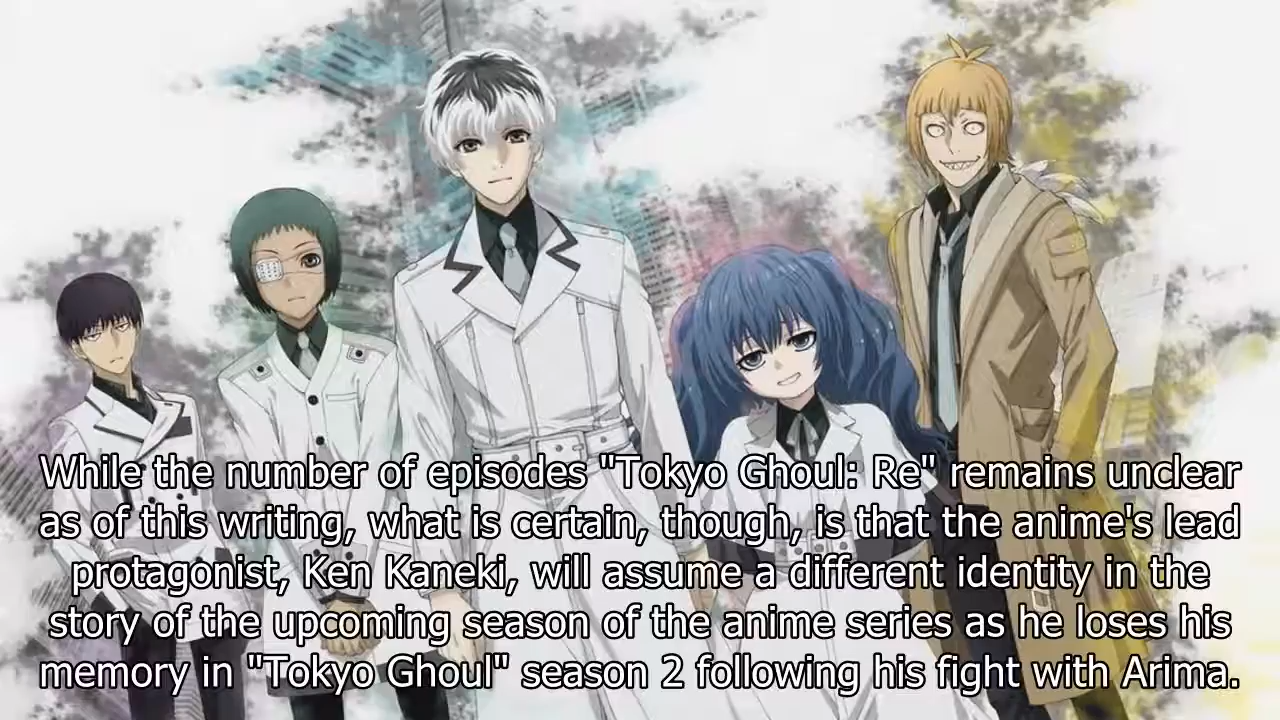 While the number of episodes "Tokyo Ghoul: Re" remains unclear
as of this writing, what is certain, though, is that the anime's lead
protagonist, Ken Kaneki, will assume a different identity in the
story of the upcoming season of the anime series as he loses his
memory in "Tokyo Ghoul" season 2 following his fight with Arima.